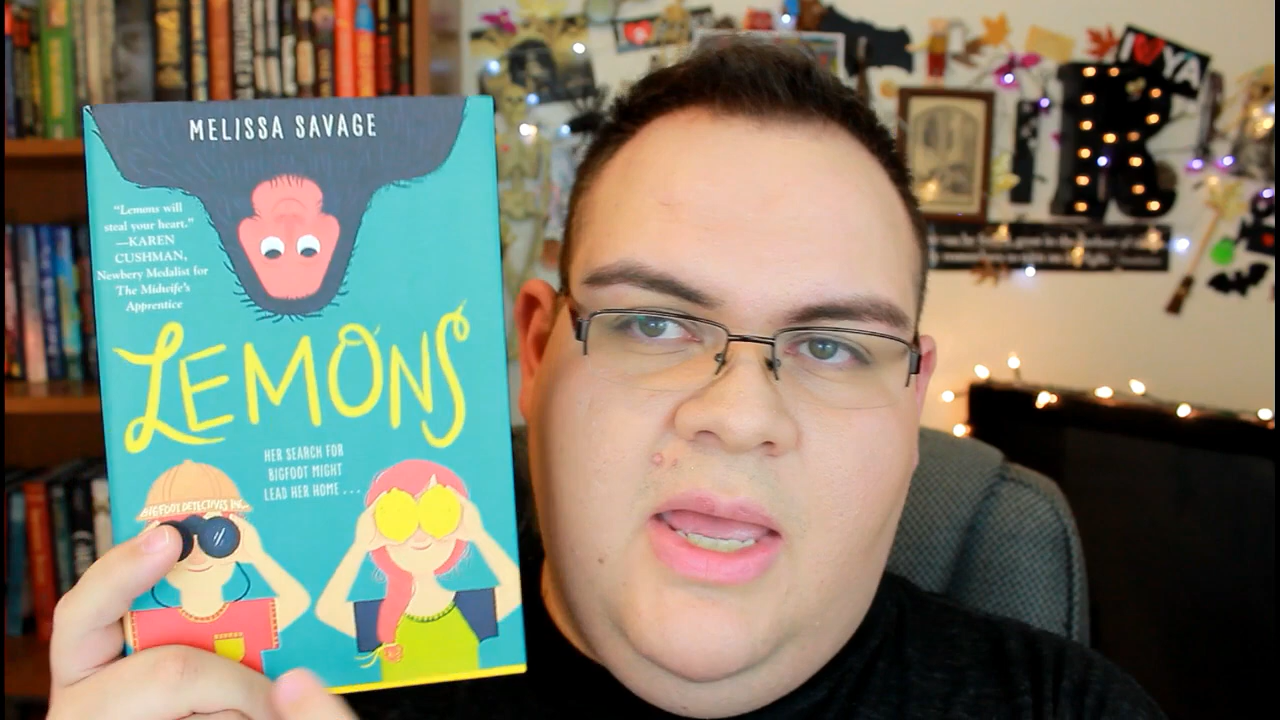 MELISSA SAVAGE
"Lemons will
steal your heart."
—KAREN
CUSHMAN,
Newbery Medalist for
The Midwife's
Apprentice
LEMONS
HER SEARCH FOR
BIGFOOT MIGHT
LEAD HER HOME...
BIGFOOT DETECTIVES INC.
I ♥ YA
R